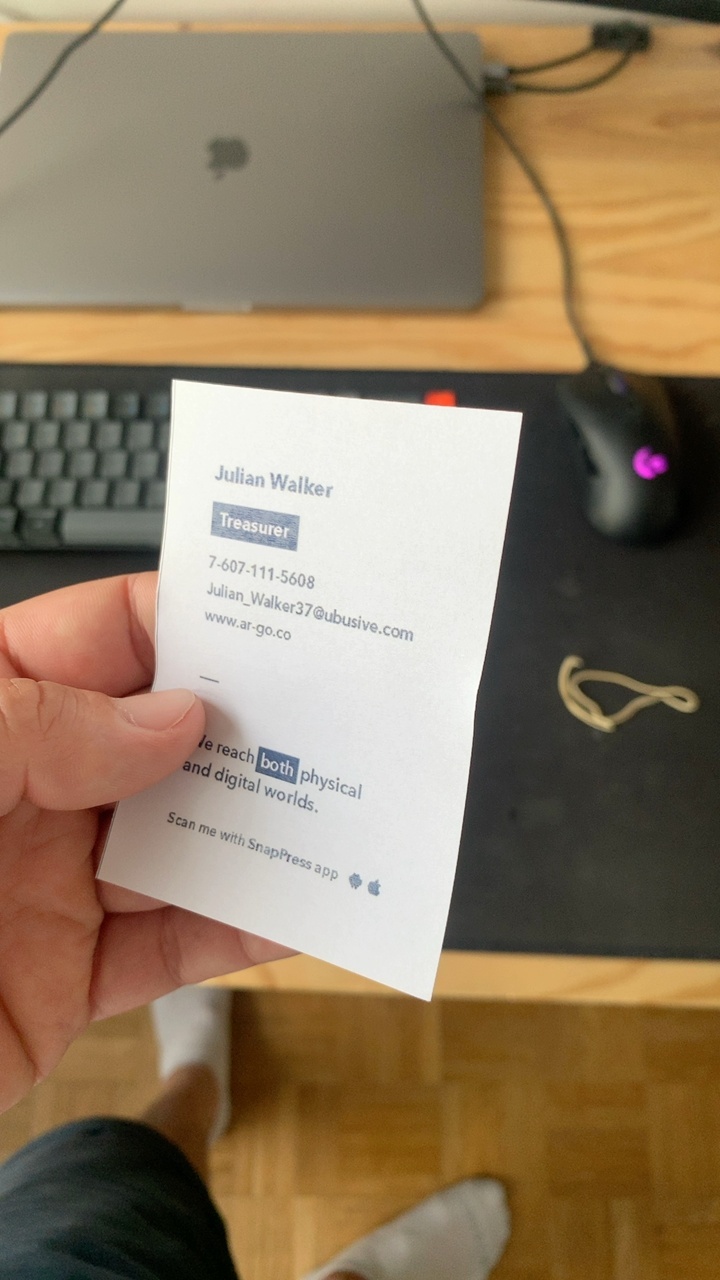 Julian Walker
Treasurer
7-607-111-5608
Julian_Walker37@ubusive.com
www.ar-go.co
—
reach both physical
and digital worlds.
Scan me with SnapPress app